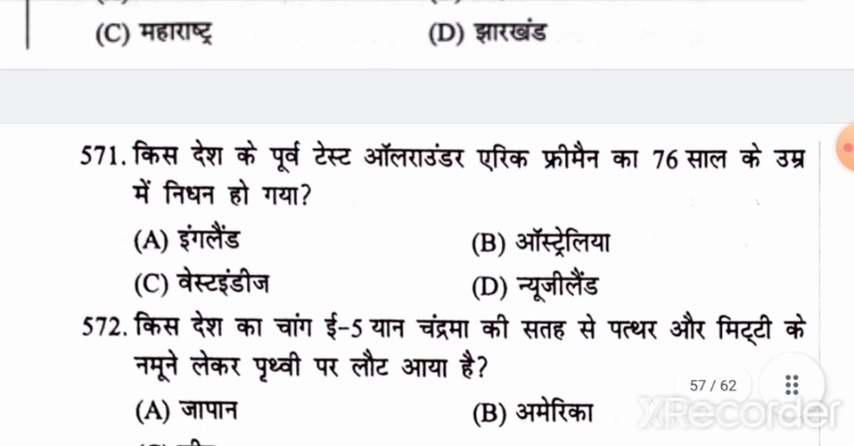 (C) महाराष्ट्र (D) झारखंड
571. किस देश के पूर्व टेस्ट ऑलराउंडर एरिक फ्रीमैन का 76 साल के उम्र
में निधन हो गया?
(A) इंगलैंड (B) ऑस्ट्रेलिया
(C) वेस्टइंडीज (D) न्यूजीलैंड
572. किस देश का चांग ई-5 यान चंद्रमा की सतह से पत्थर और मिट्टी के
नमूने लेकर पृथ्वी पर लौट आया है?
57 / 62
(A) जापान (B) अमेरिका
XRecorder